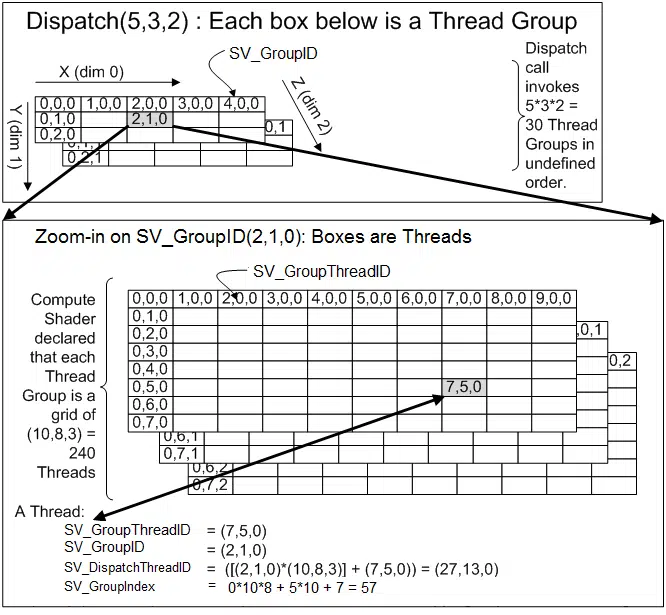 Dispatch(5,3,2) : Each box below is a Thread Group
SV_GroupID
X (dim 0)
Y (dim 1)
Z (dim 2)
0,0,0 1,0,0 2,0,0 3,0,0 4,0,0
0,1,0 2,1,0 0,1
0,2,0
0,1,1
0,2,1
Dispatch
call
invokes
5*3*2 =
30 Thread
Groups in
undefined
order.
Zoom-in on SV_GroupID(2,1,0): Boxes are Threads
SV_GroupThreadID
Compute
Shader
declared
that each
Thread
Group is a
grid of
(10,8,3) =
240
Threads
0,0,0 1,0,0 2,0,0 3,0,0 4,0,0 5,0,0 6,0,0 7,0,0 8,0,0 9,0,0
0,1,0
0,2,0 0,1
0,3,0
0,4,0 0,2
0,5,0 7,5,0
0,6,0
0,7,0
0,6,1
0,7,1
0,6,2
0,7,2
A Thread:
SV_GroupThreadID = (7,5,0)
SV_GroupID = (2,1,0)
SV_DispatchThreadID = ([(2,1,0)*(10,8,3)] + (7,5,0)) = (27,13,0)
SV_GroupIndex = 0*10*8 + 5*10 + 7 = 57